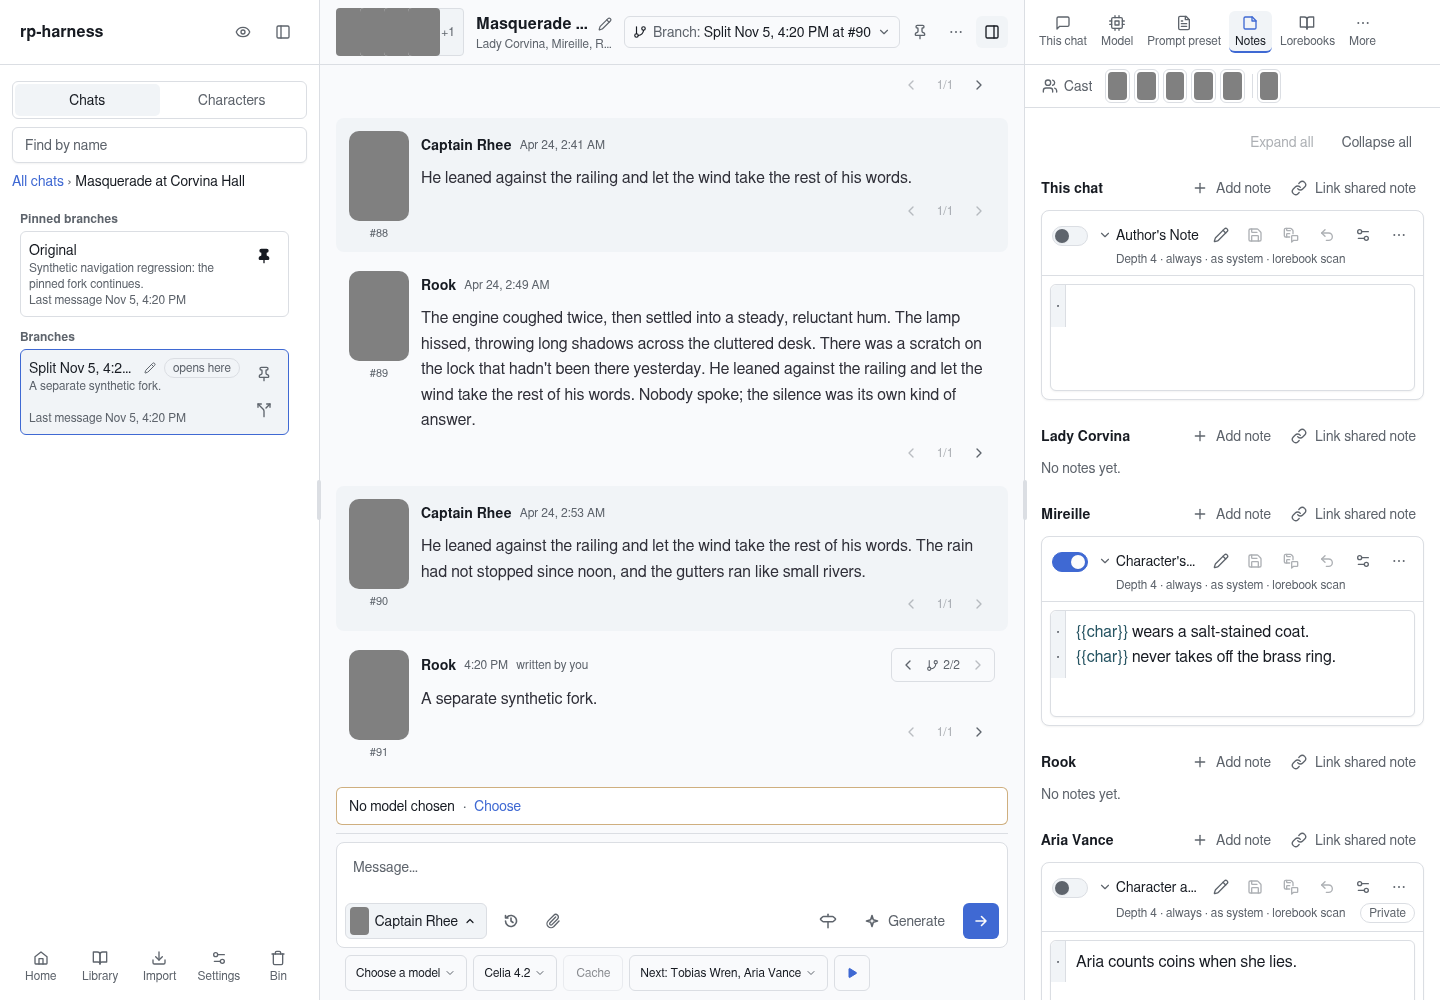 rp-harness
Chats
Characters
Find by name
All chats › Masquerade at Corvina Hall
Pinned branches
Original
Synthetic navigation regression: the
pinned fork continues.
Last message Nov 5, 4:20 PM
Branches
Split Nov 5, 4:2...
opens here
A separate synthetic fork.
Last message Nov 5, 4:20 PM
Home
Library
Import
Settings
Bin
+1
Masquerade ...
Lady Corvina, Mireille, R...
Branch: Split Nov 5, 4:20 PM at #90
1/1
Captain Rhee Apr 24, 2:41 AM
He leaned against the railing and let the wind take the rest of his words.
1/1
#88
Rook Apr 24, 2:49 AM
The engine coughed twice, then settled into a steady, reluctant hum. The lamp
hissed, throwing long shadows across the cluttered desk. There was a scratch on
the lock that hadn't been there yesterday. He leaned against the railing and let the
wind take the rest of his words. Nobody spoke; the silence was its own kind of
answer.
#89
1/1
Captain Rhee Apr 24, 2:53 AM
He leaned against the railing and let the wind take the rest of his words. The rain
had not stopped since noon, and the gutters ran like small rivers.
#90
1/1
Rook 4:20 PM written by you
2/2
A separate synthetic fork.
1/1
#91
No model chosen · Choose
Message...
Captain Rhee
Generate
Choose a model
Celia 4.2
Cache
Next: Tobias Wren, Aria Vance
This chat
Model
Prompt preset
Notes
Lorebooks
More
Cast
Expand all
Collapse all
This chat
Add note
Link shared note
Author's Note
Depth 4 · always · as system · lorebook scan
Lady Corvina
Add note
Link shared note
No notes yet.
Mireille
Add note
Link shared note
Character's...
Depth 4 · always · as system · lorebook scan
{{char}} wears a salt-stained coat.
{{char}} never takes off the brass ring.
Rook
Add note
Link shared note
No notes yet.
Aria Vance
Add note
Link shared note
Character a...
Depth 4 · always · as system · lorebook scan
Private
Aria counts coins when she lies.